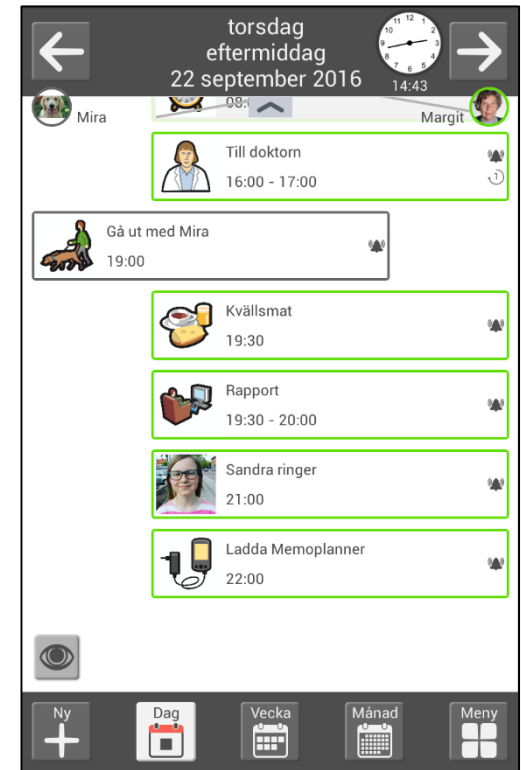 torsdag
eftermiddag
22 september 2016
14:43
Mira
08:
Margit
Till doktorn
16:00 - 17:00
1
Gå ut med Mira
19:00
Kvällsmat
19:30
Rapport
19:30 - 20:00
Sandra ringer
21:00
Ladda Memoplanner
22:00
Ny
Dag
Vecka
Månad
Meny